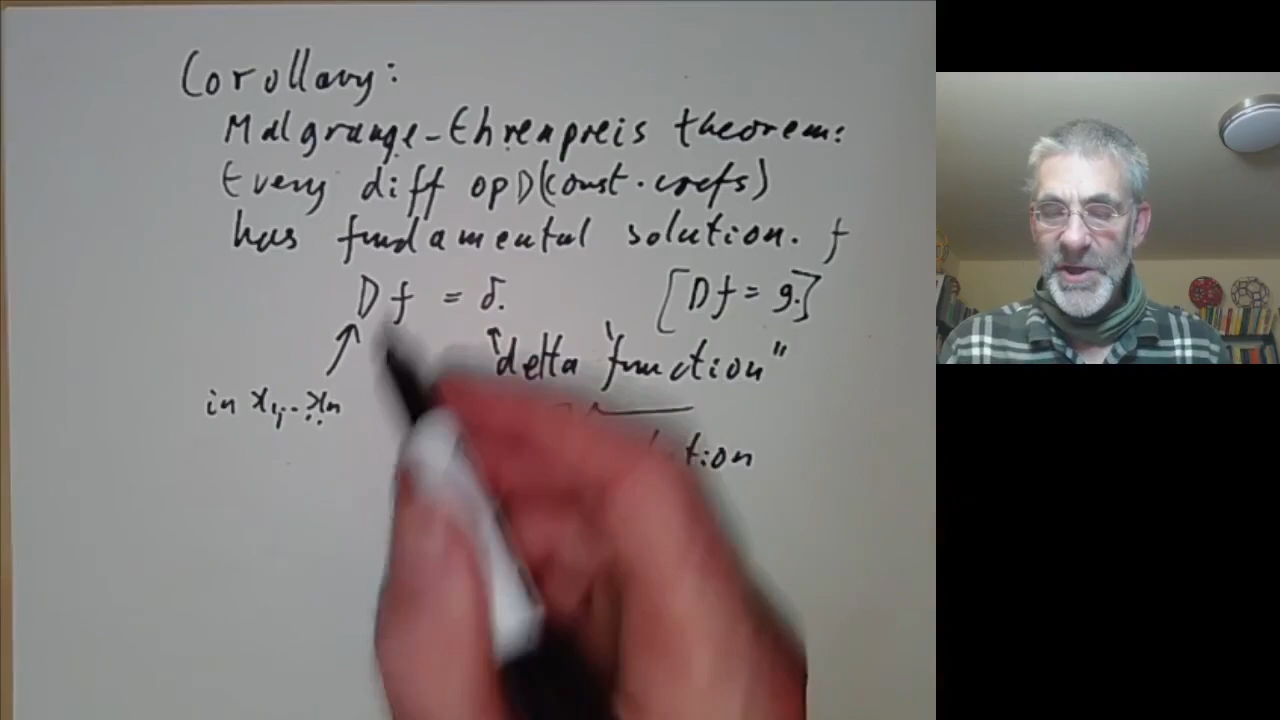 Corollary:
Malgrange-Ehrenpreis theorem:
Every diff op D (const. coefs)
has fundamental solution. f
Df = δ. [Df = g.]
"delta function"
in x1, ... xn